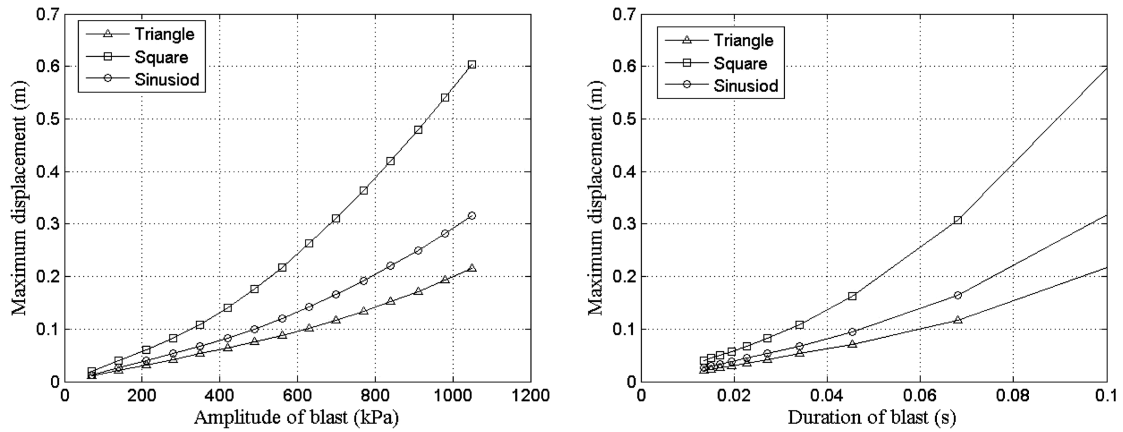 0.7
0.6
0.5
0.4
0.3
0.2
0.1
0
Maximum displacement (m)
Triangle
Square
Sinusiod
0 200 400 600 800 1000 1200
Amplitude of blast (kPa)
0.7
0.6
0.5
0.4
0.3
0.2
0.1
0
Maximum displacement (m)
Triangle
Square
Sinusiod
0 0.02 0.04 0.06 0.08 0.1
Duration of blast (s)